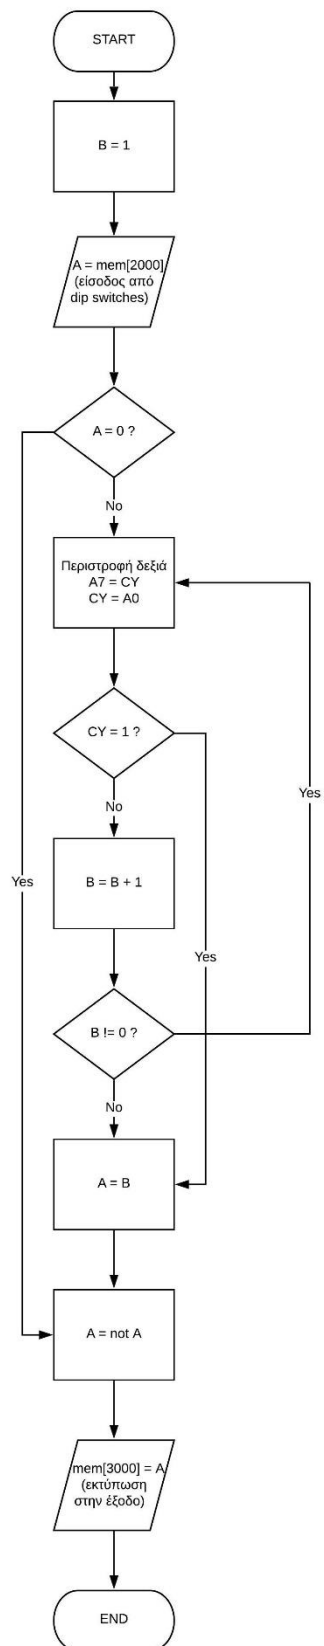 START
B = 1
A = mem[2000]
(είσοδος από
dip switches)
A = 0 ?
No
Περιστροφή δεξιά
A7 = CY
CY = A0
CY = 1 ?
Yes
No
B = B + 1
Yes
Yes
B != 0 ?
No
A = B
A = not A
mem[3000] = A
(εκτύπωση
στην έξοδο)
END